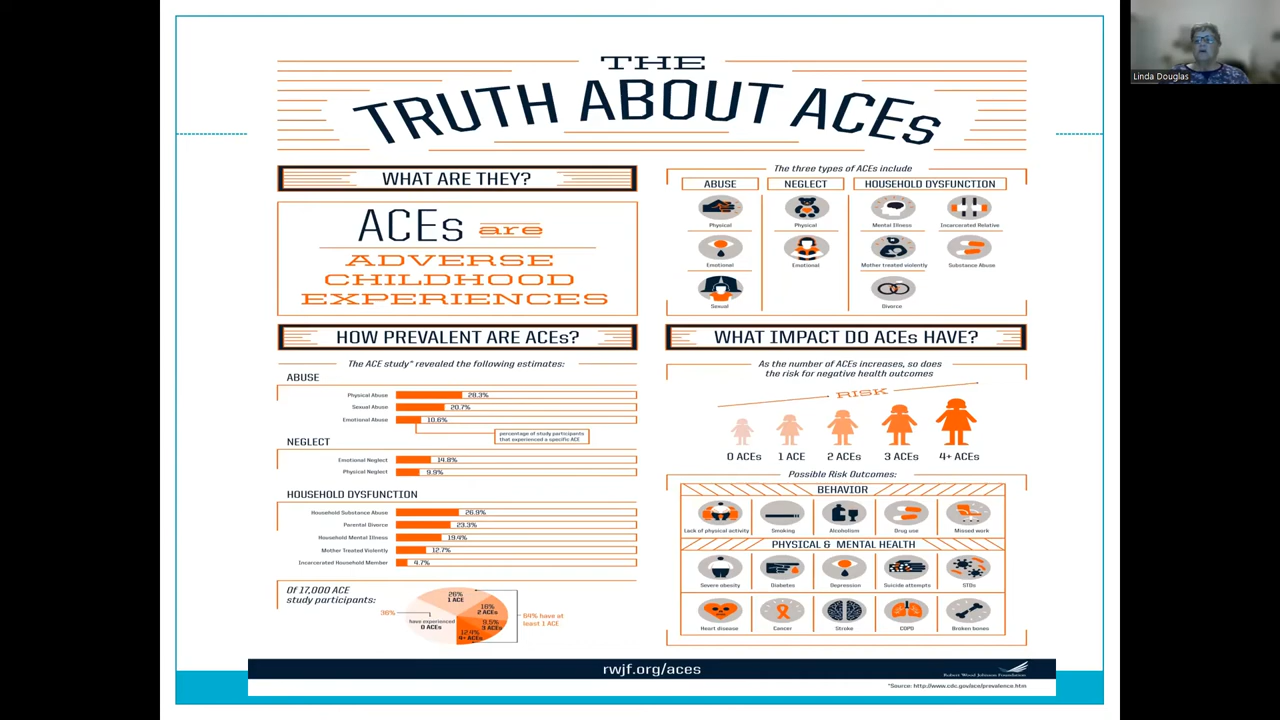 THE
TRUTH ABOUT ACEs
WHAT ARE THEY?
ACEs are
ADVERSE
CHILDHOOD
EXPERIENCES
The three types of ACEs include
ABUSE
NEGLECT
HOUSEHOLD DYSFUNCTION
Physical
Physical
Mental Illness
Incarcerated Relative
Emotional
Emotional
Mother treated violently
Substance Abuse
Sexual
Divorce
HOW PREVALENT ARE ACEs?
The ACE study* revealed the following estimates:
ABUSE
Physical Abuse 28.3%
Sexual Abuse 20.7%
Emotional Abuse 10.6%
percentage of study participants
that experienced a specific ACE
NEGLECT
Emotional Neglect 14.8%
Physical Neglect 9.9%
HOUSEHOLD DYSFUNCTION
Household Substance Abuse 26.9%
Parental Divorce 23.3%
Household Mental Illness 19.4%
Mother Treated Violently 12.7%
Incarcerated Household Member 4.7%
Of 17,000 ACE
study participants:
36%
have experienced
0 ACEs
26%
1 ACE
16%
2 ACEs
9.5%
3 ACEs
12.4%
4+ ACEs
64% have at
least 1 ACE
WHAT IMPACT DO ACEs HAVE?
As the number of ACEs increases, so does
the risk for negative health outcomes
RISK
0 ACEs
1 ACE
2 ACEs
3 ACEs
4+ ACEs
Possible Risk Outcomes:
BEHAVIOR
Lack of physical activity
Smoking
Alcoholism
Drug use
Missed work
PHYSICAL & MENTAL HEALTH
Severe obesity
Diabetes
Depression
Suicide attempts
STDs
Heart disease
Cancer
Stroke
COPD
Broken bones
rwjf.org/aces
Robert Wood Johnson Foundation
*Source: http://www.cdc.gov/ace/prevalence.htm
Linda Douglas